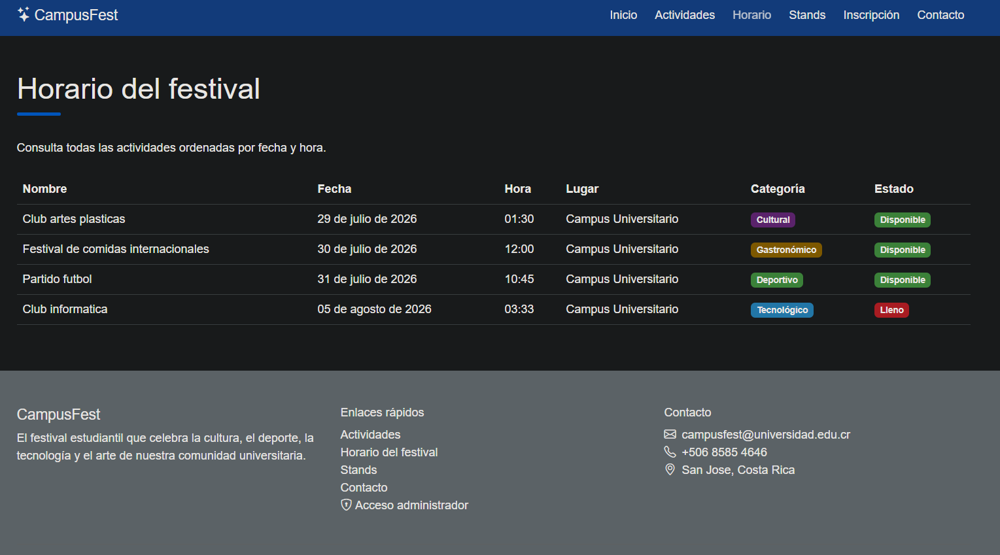 CampusFest Inicio Actividades Horario Stands Inscripción Contacto
Horario del festival
Consulta todas las actividades ordenadas por fecha y hora.
Nombre Fecha Hora Lugar Categoría Estado
Club artes plasticas 29 de julio de 2026 01:30 Campus Universitario Cultural Disponible
Festival de comidas internacionales 30 de julio de 2026 12:00 Campus Universitario Gastronómico Disponible
Partido futbol 31 de julio de 2026 10:45 Campus Universitario Deportivo Disponible
Club informatica 05 de agosto de 2026 03:33 Campus Universitario Tecnológico Lleno
CampusFest
El festival estudiantil que celebra la cultura, el deporte, la
tecnología y el arte de nuestra comunidad universitaria.
Enlaces rápidos
Actividades
Horario del festival
Stands
Contacto
Acceso administrador
Contacto
campusfest@universidad.edu.cr
+506 8585 4646
San Jose, Costa Rica